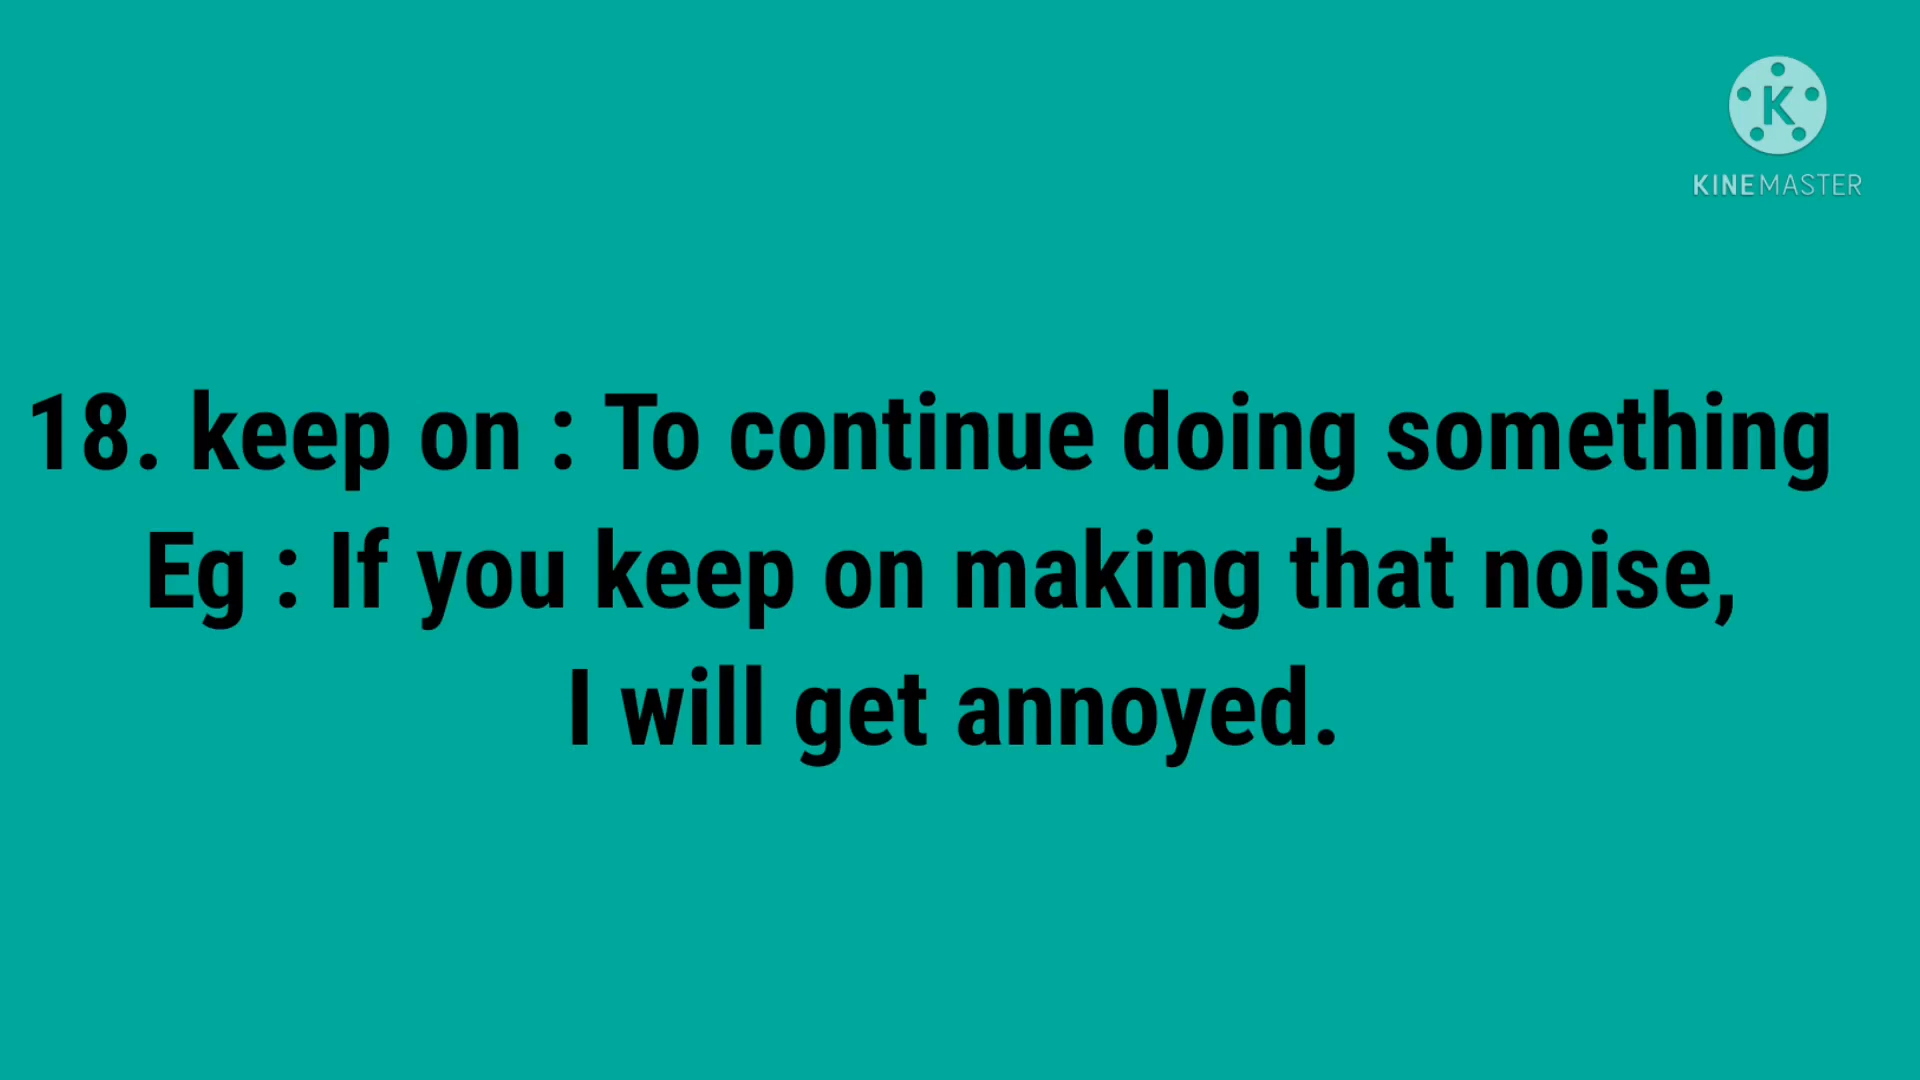 K
KINEMASTER
18. keep on : To continue doing something
Eg : If you keep on making that noise,
I will get annoyed.